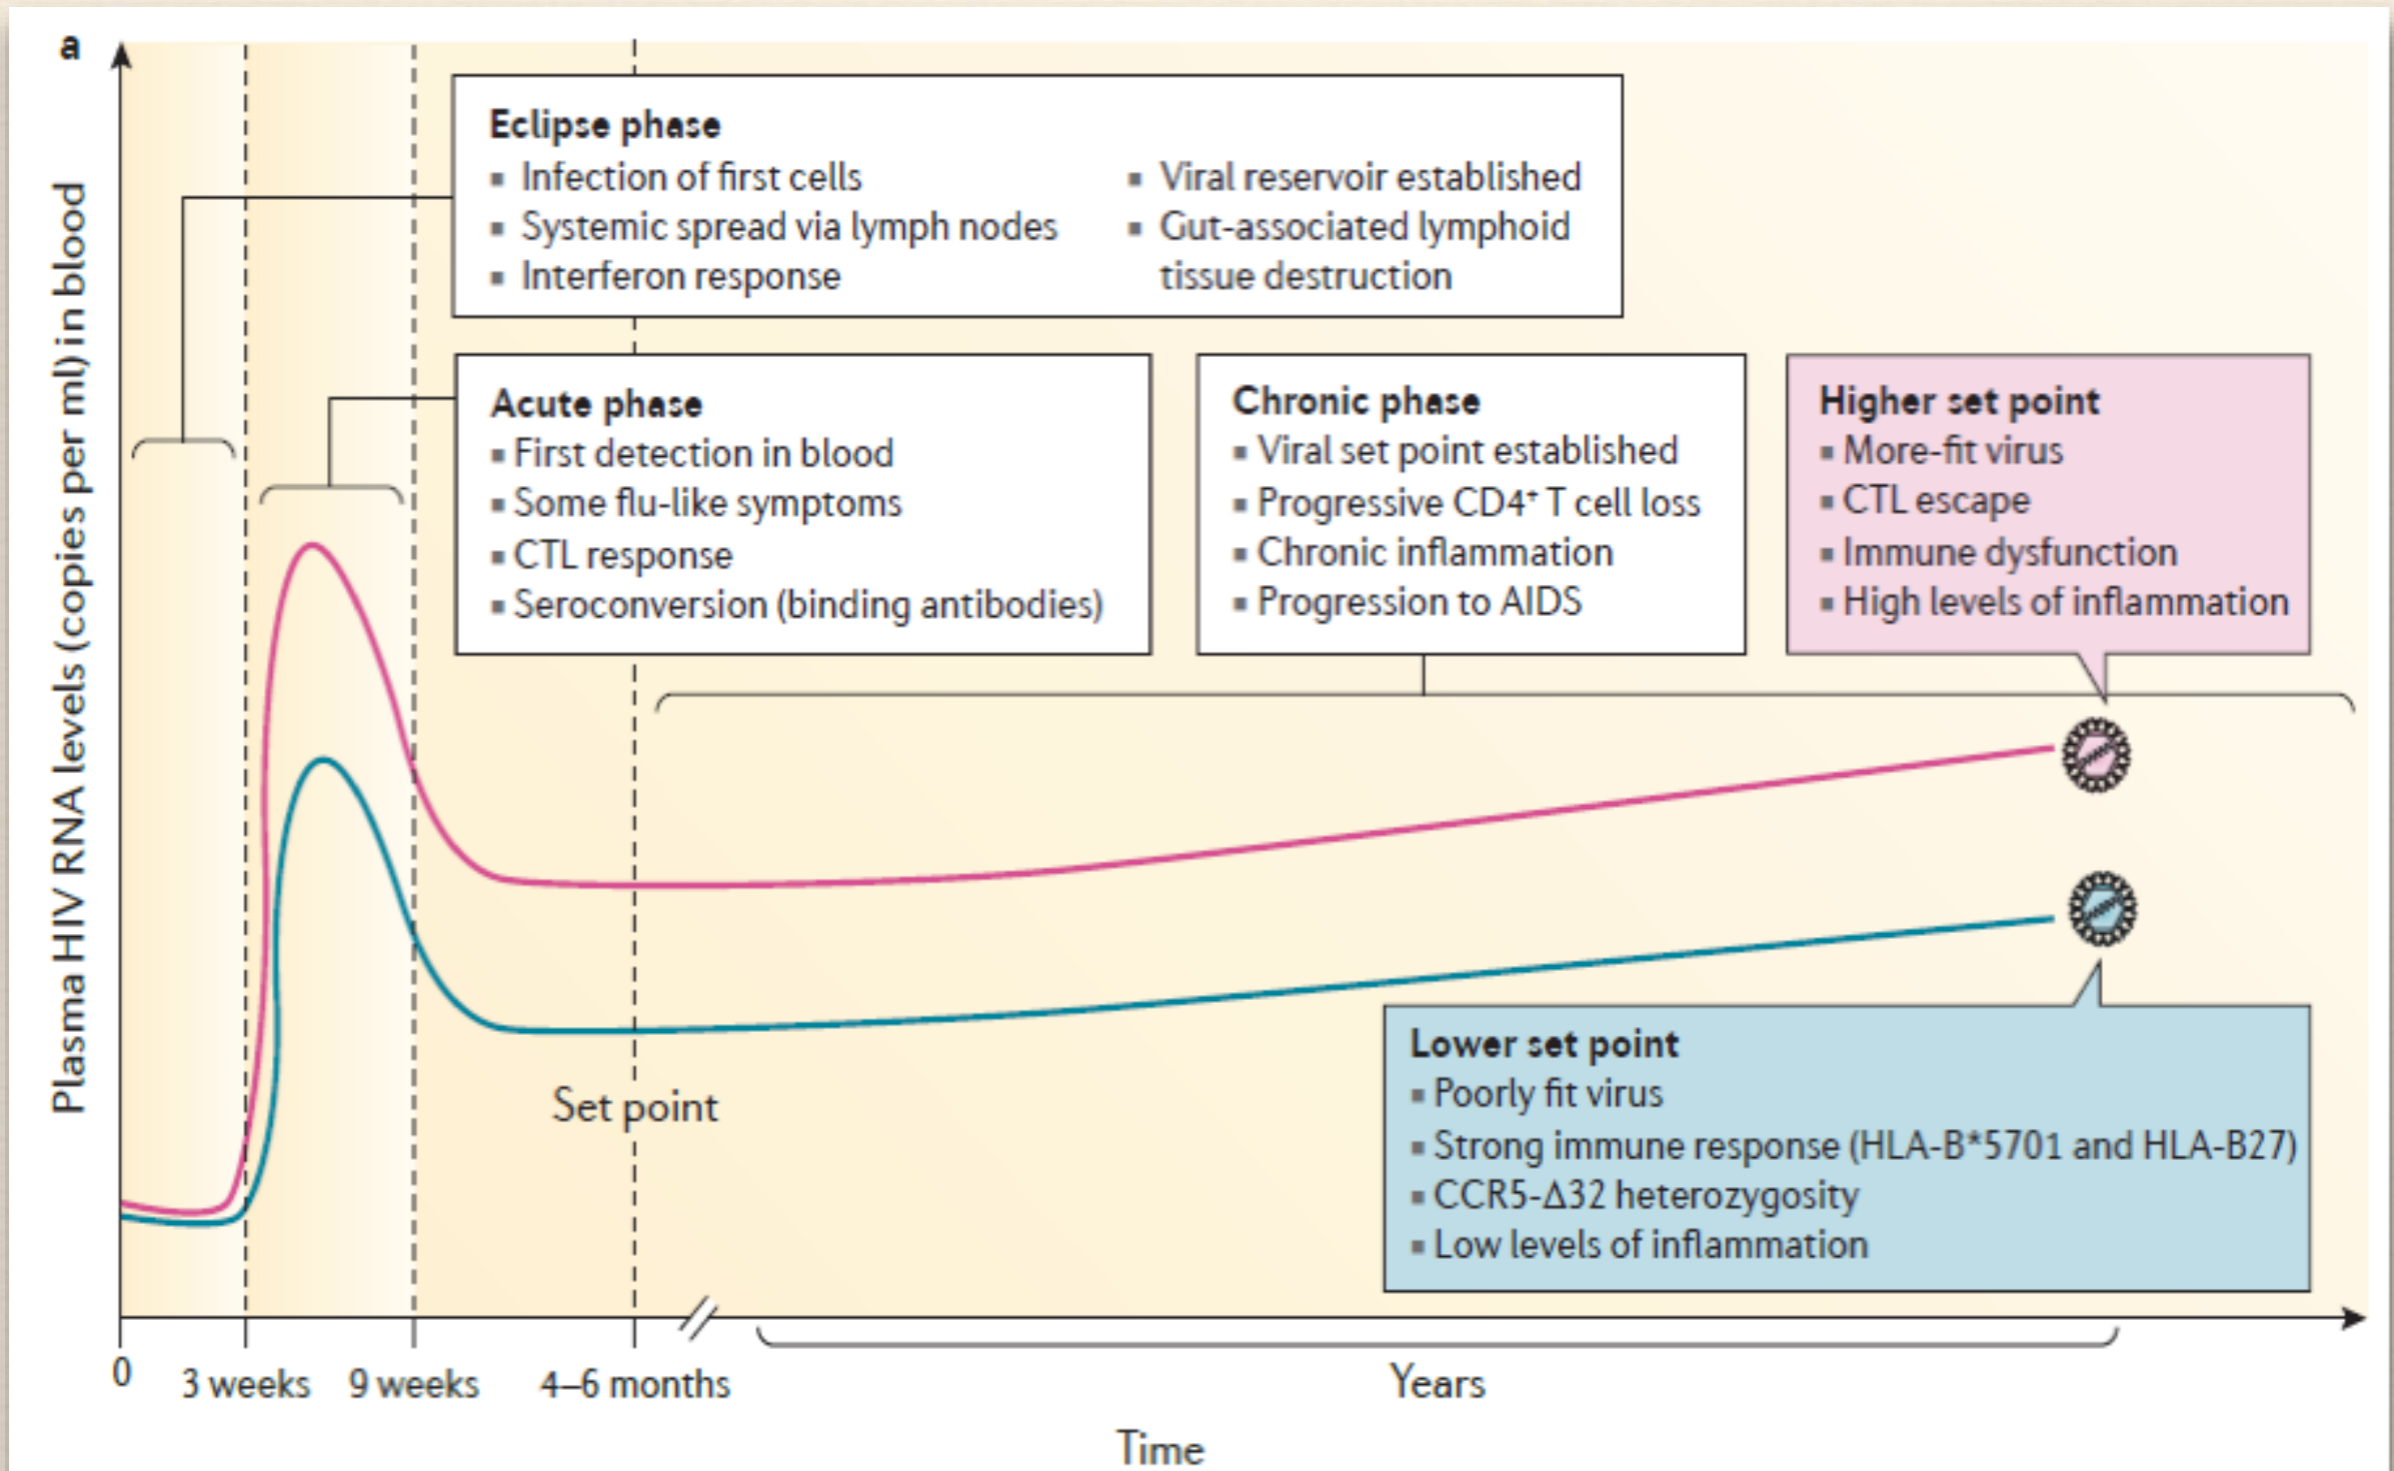 a
Plasma HIV RNA levels (copies per ml) in blood
Eclipse phase
▪ Infection of first cells
▪ Systemic spread via lymph nodes
▪ Interferon response
▪ Viral reservoir established
▪ Gut-associated lymphoid
tissue destruction
Acute phase
▪ First detection in blood
▪ Some flu-like symptoms
▪ CTL response
▪ Seroconversion (binding antibodies)
Chronic phase
▪ Viral set point established
▪ Progressive CD4⁺ T cell loss
▪ Chronic inflammation
▪ Progression to AIDS
Higher set point
▪ More-fit virus
▪ CTL escape
▪ Immune dysfunction
▪ High levels of inflammation
Set point
Lower set point
▪ Poorly fit virus
▪ Strong immune response (HLA-B*5701 and HLA-B27)
▪ CCR5-Δ32 heterozygosity
▪ Low levels of inflammation
0
3 weeks
9 weeks
4–6 months
Years
Time